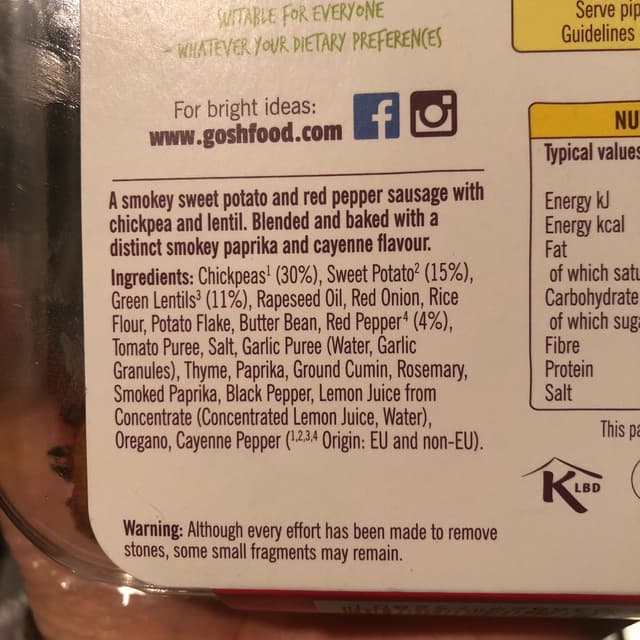 SUITABLE FOR EVERYONE
- WHATEVER YOUR DIETARY PREFERENCES
For bright ideas:
www.goshfood.com
A smokey sweet potato and red pepper sausage with
chickpea and lentil. Blended and baked with a
distinct smokey paprika and cayenne flavour.
Ingredients: Chickpeas¹ (30%), Sweet Potato² (15%),
Green Lentils³ (11%), Rapeseed Oil, Red Onion, Rice
Flour, Potato Flake, Butter Bean, Red Pepper⁴ (4%),
Tomato Puree, Salt, Garlic Puree (Water, Garlic
Granules), Thyme, Paprika, Ground Cumin, Rosemary,
Smoked Paprika, Black Pepper, Lemon Juice from
Concentrate (Concentrated Lemon Juice, Water),
Oregano, Cayenne Pepper (¹,²,³,⁴ Origin: EU and non-EU).
Warning: Although every effort has been made to remove
stones, some small fragments may remain.
Serve pip
Guidelines
NU
Typical values
Energy kJ
Energy kcal
Fat
of which satu
Carbohydrate
of which suga
Fibre
Protein
Salt
This pa
K LBD